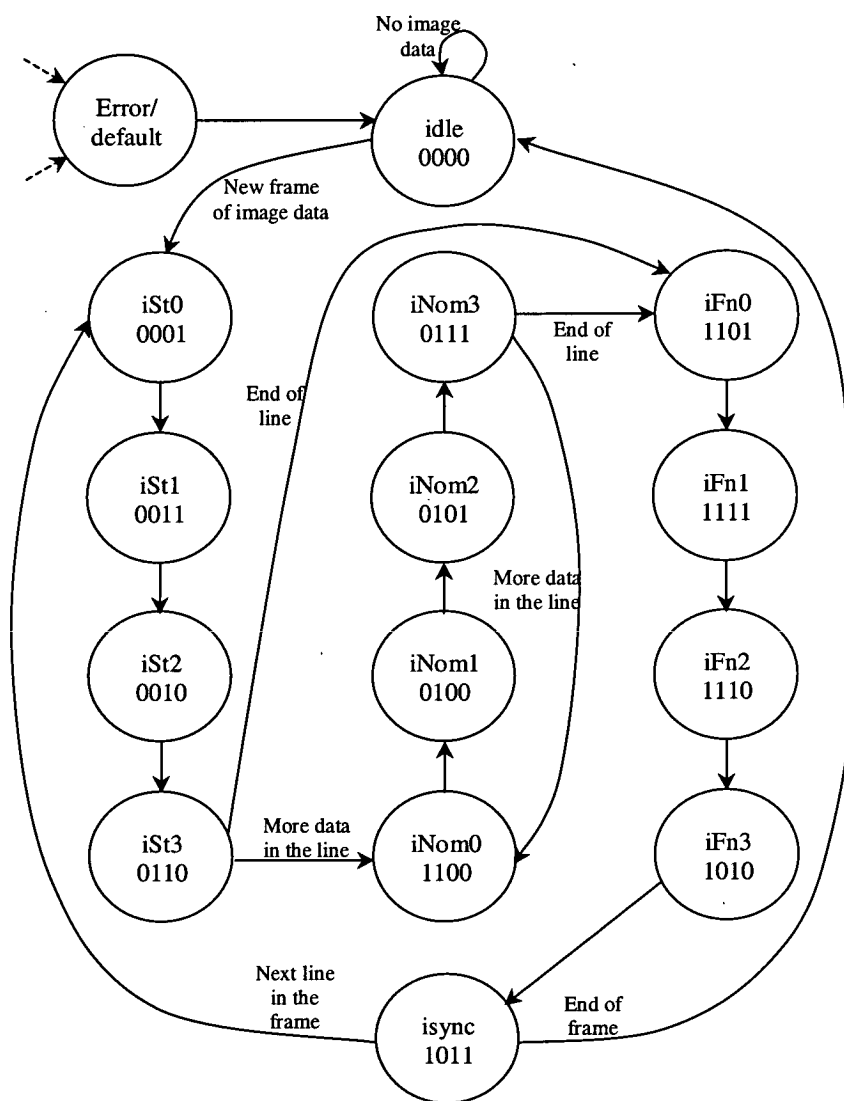 No image
data
Error/
default
idle
0000
New frame
of image data
iSt0
0001
iNom3
0111
End of
line
iFn0
1101
End of
line
iSt1
0011
iNom2
0101
iFn1
1111
More data
in the line
iSt2
0010
iNom1
0100
iFn2
1110
iSt3
0110
More data
in the line
iNom0
1100
iFn3
1010
Next line
in the
frame
isync
1011
End of
frame